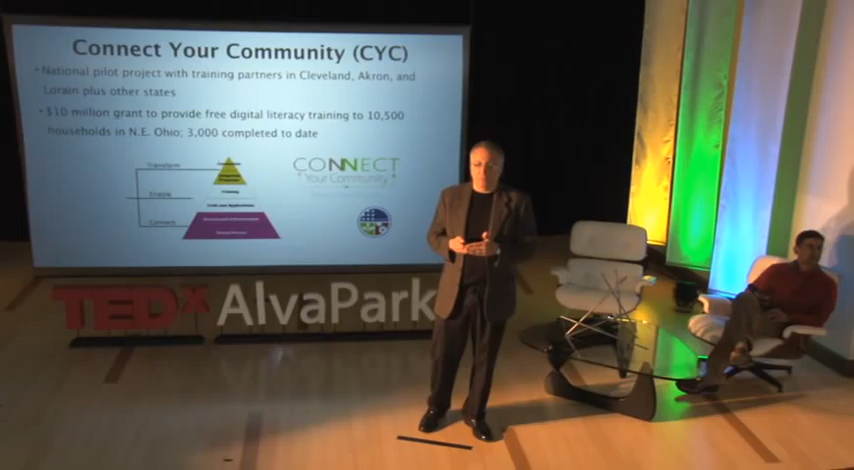 Connect Your Community (CYC)
• National pilot project with training partners in Cleveland, Akron, and
Lorain plus other states
• $10 million grant to provide free digital literacy training to 10,500
households in N.E. Ohio; 3,000 completed to date
Transform
Enable
Connect
Training
CONNECT
Your Community
TEDx AlvaPark